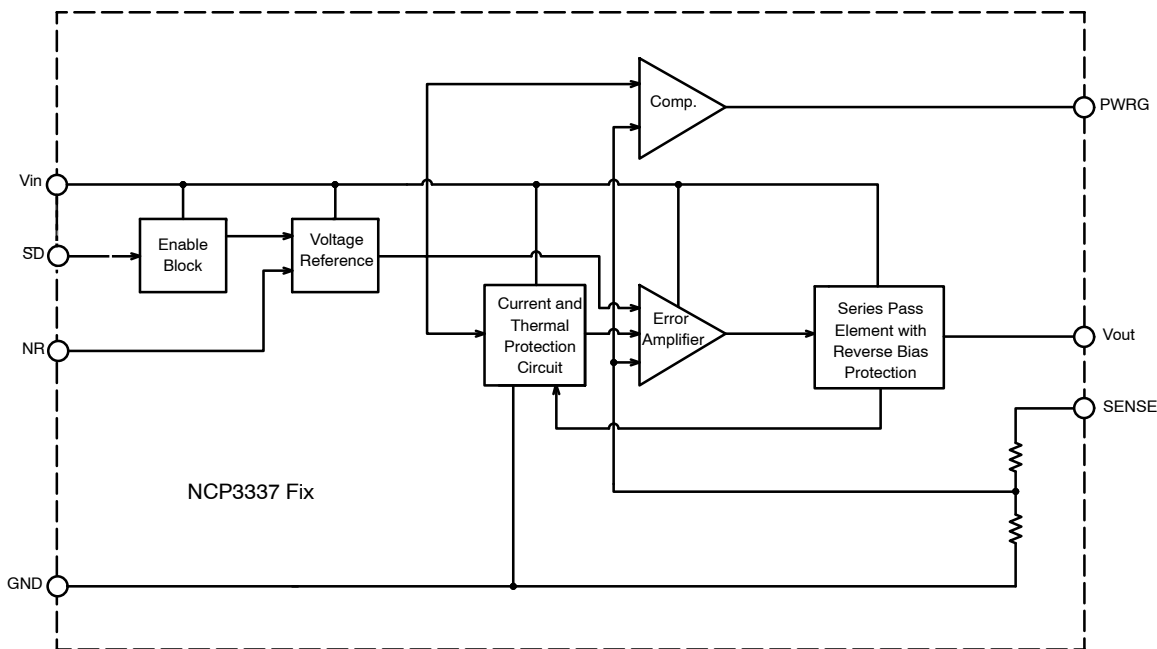 Comp.
PWRG
Vin
SD
Enable
Block
Voltage
Reference
NR
Current and
Thermal
Protection
Circuit
Error
Amplifier
Series Pass
Element with
Reverse Bias
Protection
Vout
SENSE
NCP3337 Fix
GND